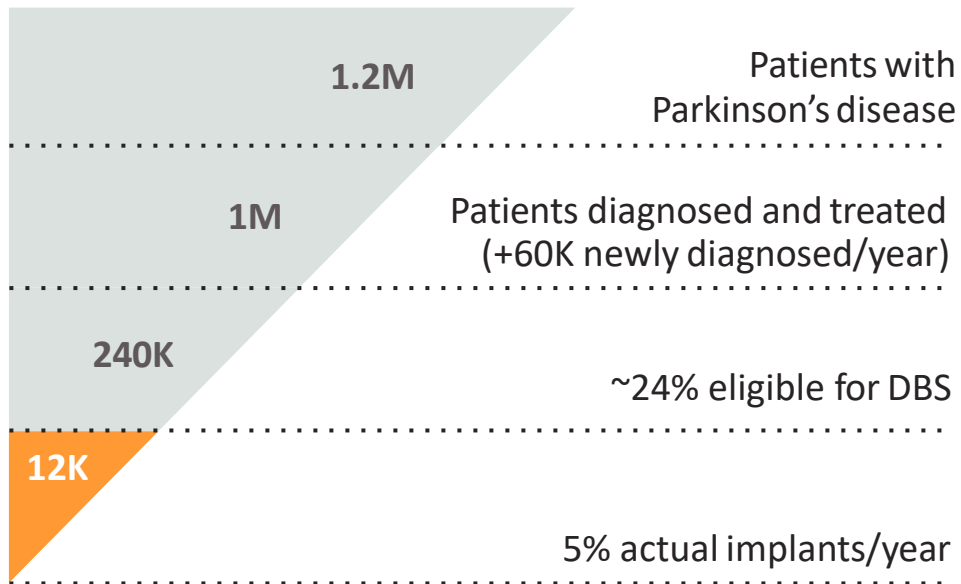 1.2M
Patients with
Parkinson's disease
1M
Patients diagnosed and treated
(+60K newly diagnosed/year)
240K
~24% eligible for DBS
12K
5% actual implants/year